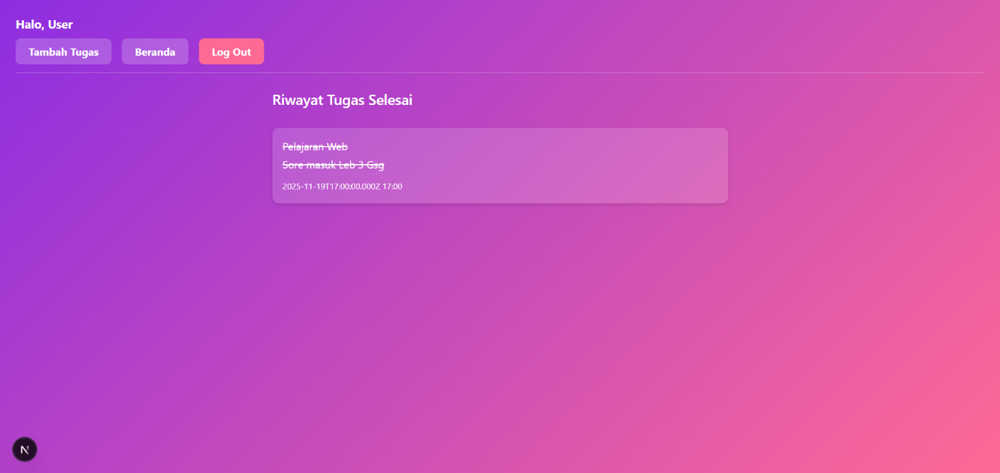 Halo, User
Tambah Tugas Beranda Log Out
Riwayat Tugas Selesai
Pelajaran Web
Sore masuk Leb 3 Gsg
2025-11-19T17:00:00.000Z 17:00
N